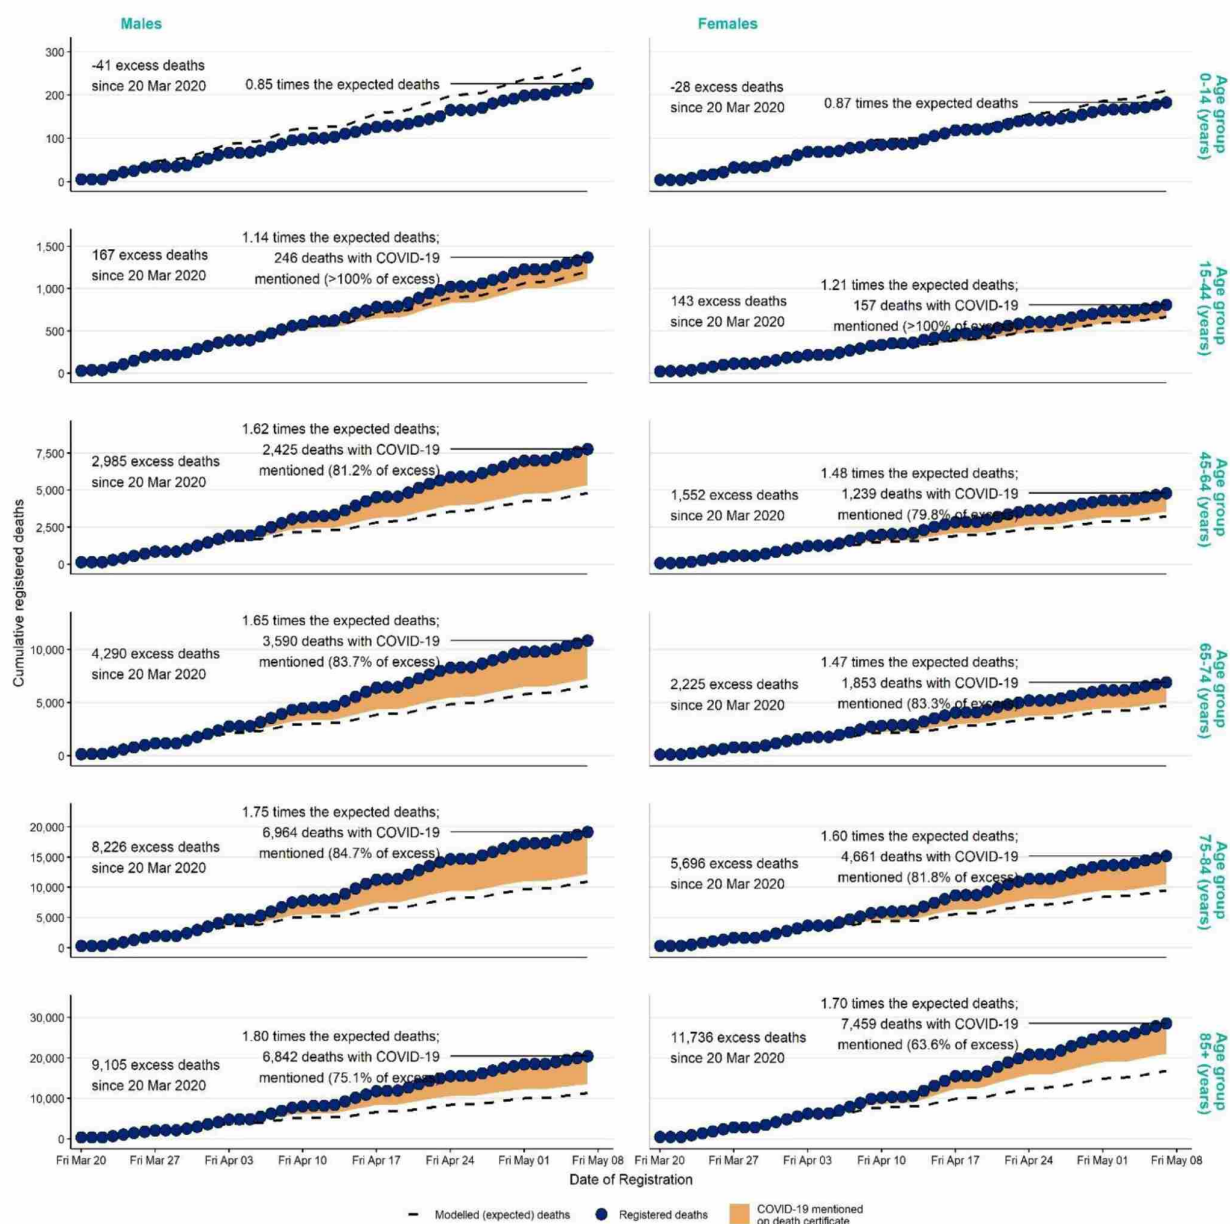 Males
Females
300
200
100
0
-41 excess deaths
since 20 Mar 2020
0.85 times the expected deaths
-28 excess deaths
since 20 Mar 2020
0.87 times the expected deaths
Age group
0-14 (years)
1,500
1,000
500
0
167 excess deaths
since 20 Mar 2020
1.14 times the expected deaths;
246 deaths with COVID-19
mentioned (>100% of excess)
143 excess deaths
since 20 Mar 2020
1.21 times the expected deaths;
157 deaths with COVID-19
mentioned (>100% of excess)
Age group
15-44 (years)
7,500
5,000
2,500
0
2,985 excess deaths
since 20 Mar 2020
1.62 times the expected deaths;
2,425 deaths with COVID-19
mentioned (81.2% of excess)
1,552 excess deaths
since 20 Mar 2020
1.48 times the expected deaths;
1,239 deaths with COVID-19
mentioned (79.8% of excess)
Age group
45-64 (years)
Cumulative registered deaths
10,000
5,000
0
4,290 excess deaths
since 20 Mar 2020
1.65 times the expected deaths;
3,590 deaths with COVID-19
mentioned (83.7% of excess)
2,225 excess deaths
since 20 Mar 2020
1.47 times the expected deaths;
1,853 deaths with COVID-19
mentioned (83.3% of excess)
Age group
65-74 (years)
20,000
15,000
10,000
5,000
0
8,226 excess deaths
since 20 Mar 2020
1.75 times the expected deaths;
6,964 deaths with COVID-19
mentioned (84.7% of excess)
5,696 excess deaths
since 20 Mar 2020
1.60 times the expected deaths;
4,661 deaths with COVID-19
mentioned (81.8% of excess)
Age group
75-84 (years)
30,000
20,000
10,000
0
9,105 excess deaths
since 20 Mar 2020
1.80 times the expected deaths;
6,842 deaths with COVID-19
mentioned (75.1% of excess)
11,736 excess deaths
since 20 Mar 2020
1.70 times the expected deaths;
7,459 deaths with COVID-19
mentioned (63.6% of excess)
Age group
85+ (years)
Fri Mar 20 Fri Mar 27 Fri Apr 03 Fri Apr 10 Fri Apr 17 Fri Apr 24 Fri May 01 Fri May 08
Fri Mar 20 Fri Mar 27 Fri Apr 03 Fri Apr 10 Fri Apr 17 Fri Apr 24 Fri May 01 Fri May 08
Date of Registration
Modelled (expected) deaths
Registered deaths
COVID-19 mentioned
on death certificate